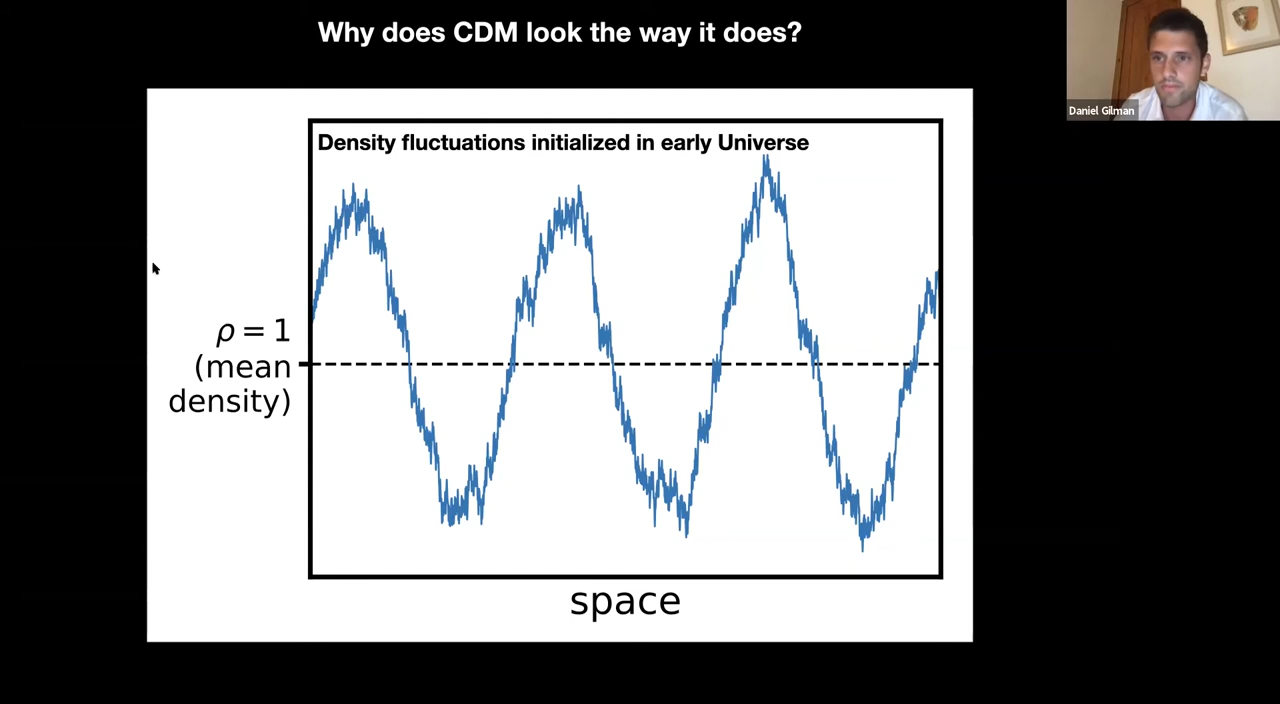 Why does CDM look the way it does?
Daniel Gilman
Density fluctuations initialized in early Universe
ρ = 1
(mean
density)
space